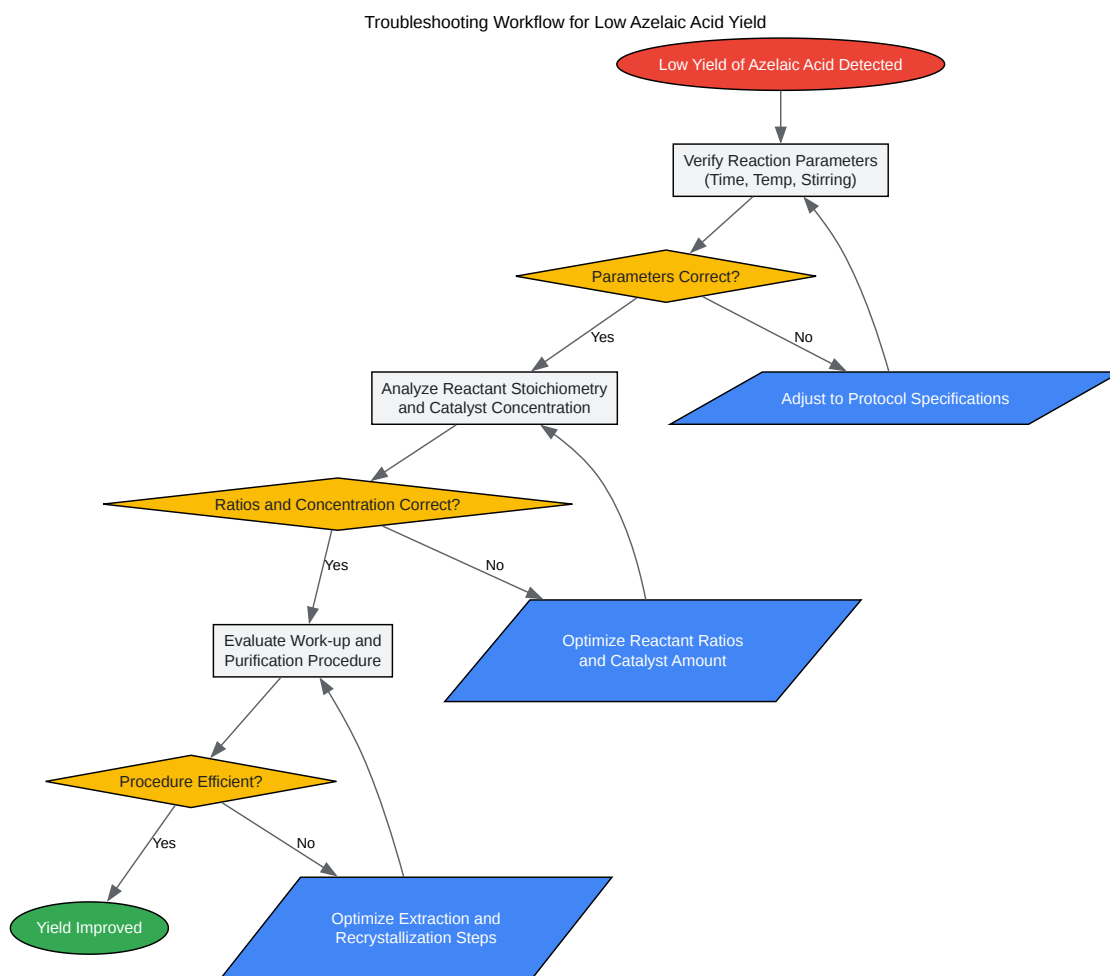 Troubleshooting Workflow for Low Azelaic Acid Yield
Low Yield of Azelaic Acid Detected
Verify Reaction Parameters
(Time, Temp, Stirring)
Parameters Correct?
Yes
No
Analyze Reactant Stoichiometry
and Catalyst Concentration
Adjust to Protocol Specifications
Ratios and Concentration Correct?
Yes
No
Evaluate Work-up and
Purification Procedure
Optimize Reactant Ratios
and Catalyst Amount
Procedure Efficient?
Yes
No
Yield Improved
Optimize Extraction and
Recrystallization Steps